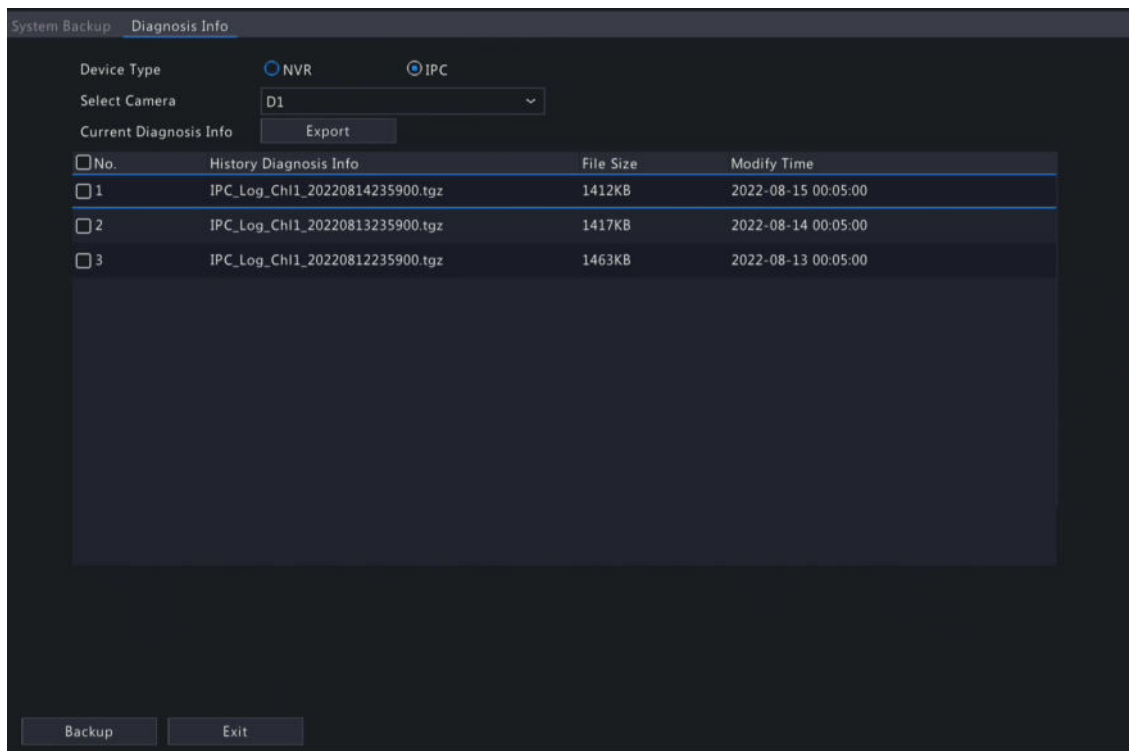 System Backup Diagnosis Info
Device Type NVR IPC
Select Camera D1
Current Diagnosis Info Export
No. History Diagnosis Info File Size Modify Time
1 IPC_Log_Chl1_20220814235900.tgz 1412KB 2022-08-15 00:05:00
2 IPC_Log_Chl1_20220813235900.tgz 1417KB 2022-08-14 00:05:00
3 IPC_Log_Chl1_20220812235900.tgz 1463KB 2022-08-13 00:05:00
Backup Exit